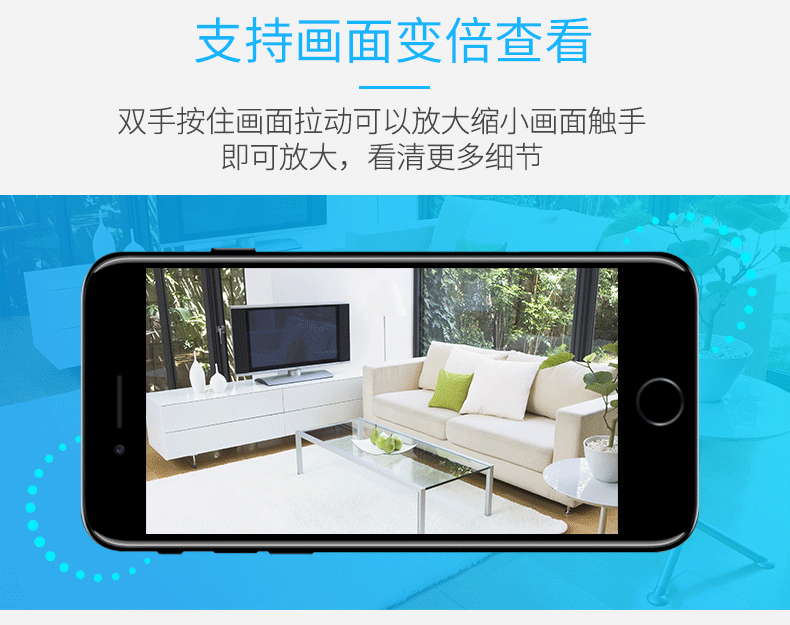 支持画面变倍查看
双手按住画面拉动可以放大缩小画面触手
即可放大，看清更多细节